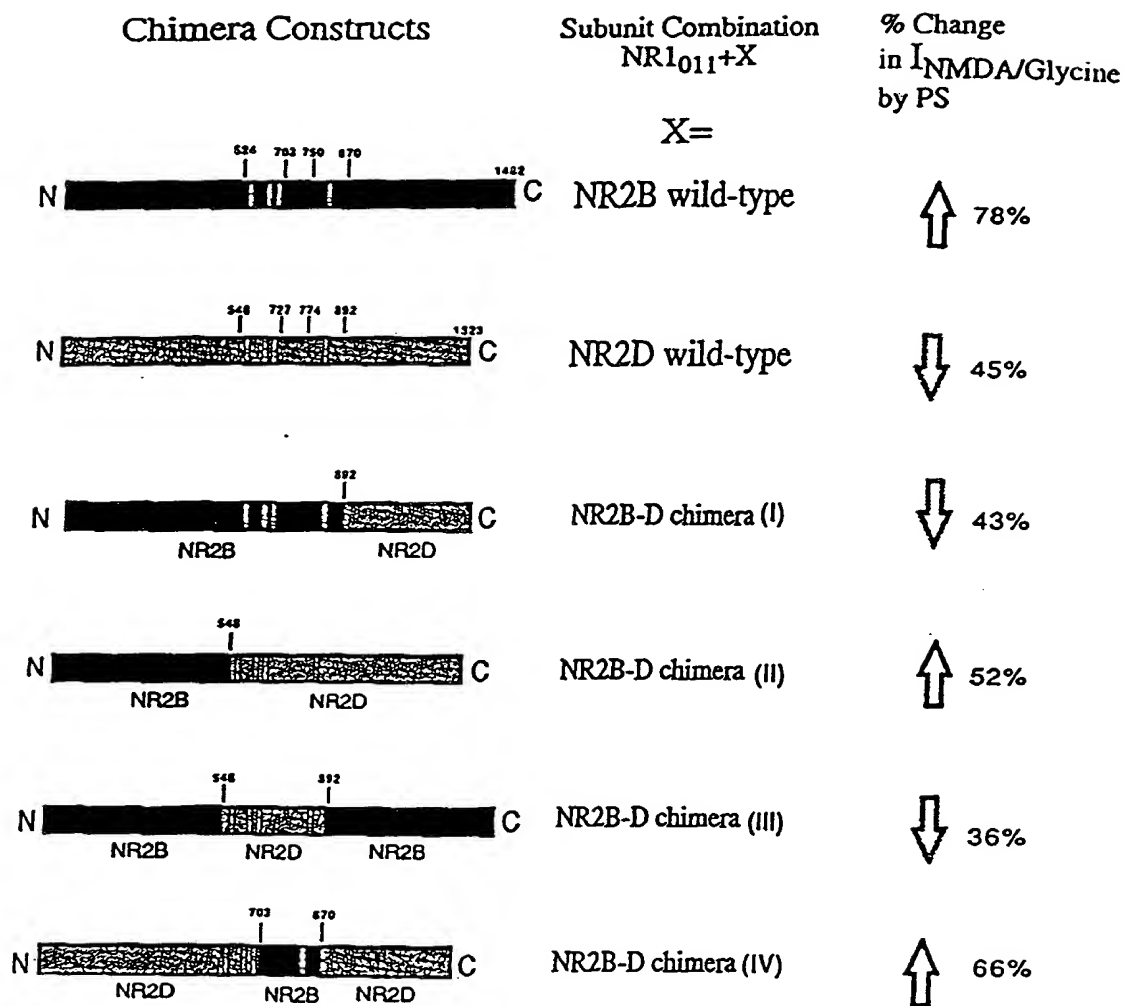 Chimera Constructs
Subunit Combination
NR1011+X
X=
% Change
in INMDA/Glycine
by PS
703 750 870
N
C
NR2B wild-type
78%
548 727 774 892
1323
N
C
NR2D wild-type
45%
892
N
C
NR2B
NR2D
NR2B-D chimera (I)
43%
548
N
C
NR2B
NR2D
NR2B-D chimera (II)
52%
548
892
N
C
NR2B
NR2D
NR2B
NR2B-D chimera (III)
36%
703
870
N
C
NR2D
NR2B
NR2D
NR2B-D chimera (IV)
66%